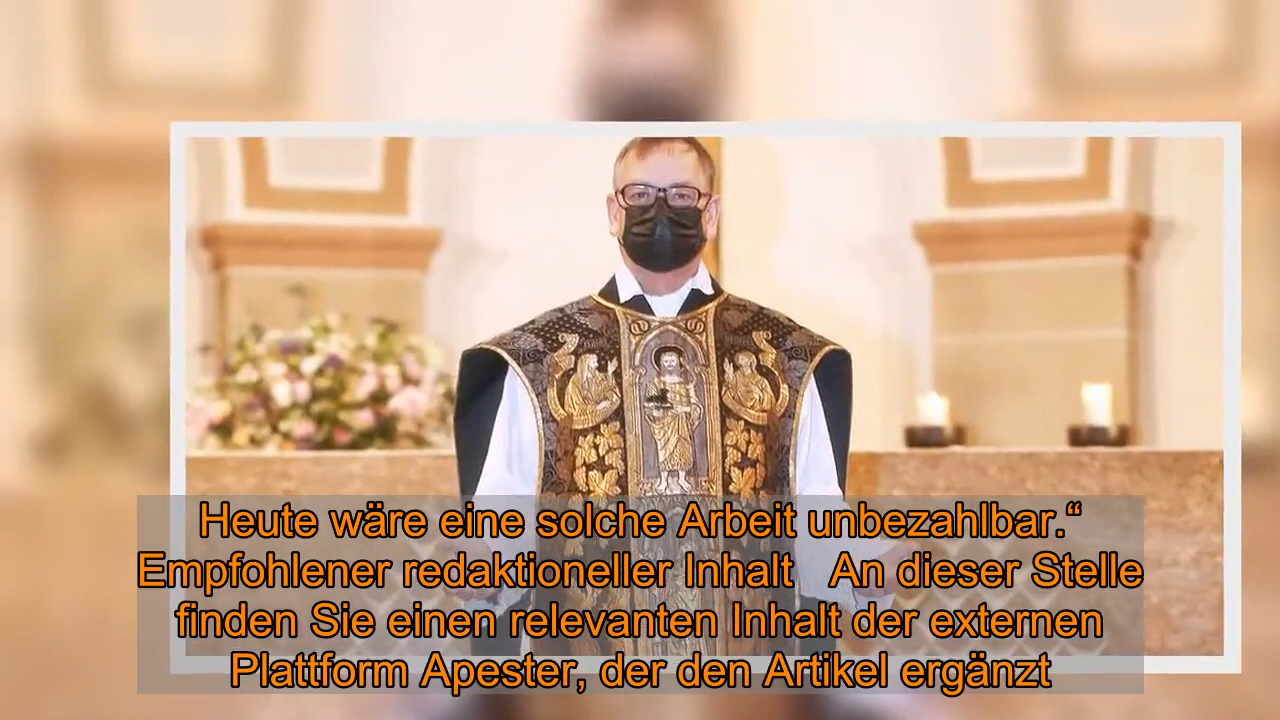 Heute wäre eine solche Arbeit unbezahlbar.“
Empfohlener redaktioneller Inhalt An dieser Stelle
finden Sie einen relevanten Inhalt der externen
Plattform Apester, der den Artikel ergänzt